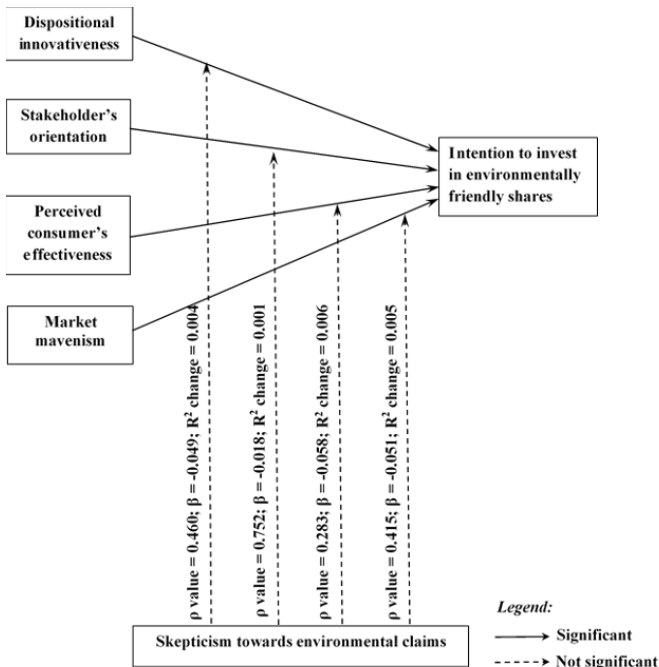 Dispositional
innovativeness
Stakeholder's
orientation
Intention to invest
in environmentally
friendly shares
Perceived
consumer's
effectiveness
Market
mavenism
ρ value = 0.460; β = -0.049; R² change = 0.004
ρ value = 0.752; β = -0.018; R² change = 0.001
ρ value = 0.283; β = -0.058; R² change = 0.006
ρ value = 0.415; β = -0.051; R² change = 0.005
Skepticism towards environmental claims
Legend:
Significant
Not significant